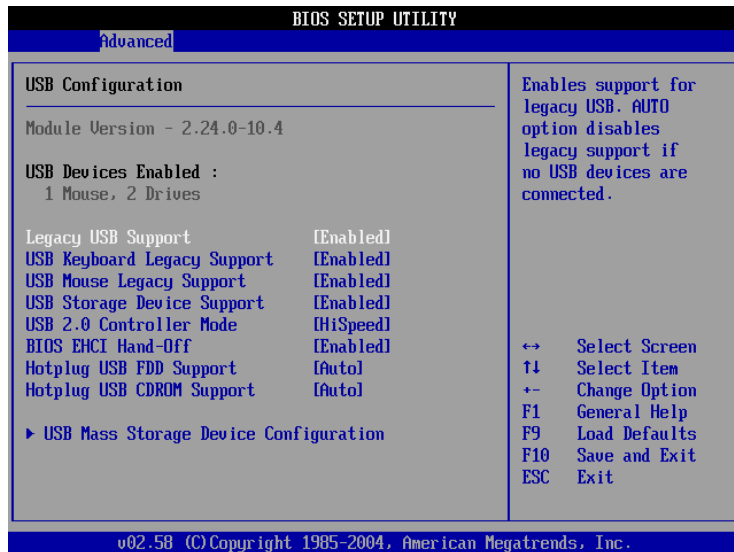 BIOS SETUP UTILITY
Advanced
USB Configuration
Module Version - 2.24.0-10.4
USB Devices Enabled :
1 Mouse, 2 Drives
Legacy USB Support [Enabled]
USB Keyboard Legacy Support [Enabled]
USB Mouse Legacy Support [Enabled]
USB Storage Device Support [Enabled]
USB 2.0 Controller Mode [HiSpeed]
BIOS EHCI Hand-Off [Enabled]
Hotplug USB FDD Support [Auto]
Hotplug USB CDROM Support [Auto]
▶ USB Mass Storage Device Configuration
Enables support for
legacy USB. AUTO
option disables
legacy support if
no USB devices are
connected.
↔ Select Screen
↑↓ Select Item
+- Change Option
F1 General Help
F9 Load Defaults
F10 Save and Exit
ESC Exit
v02.58 (C)Copyright 1985-2004, American Megatrends, Inc.